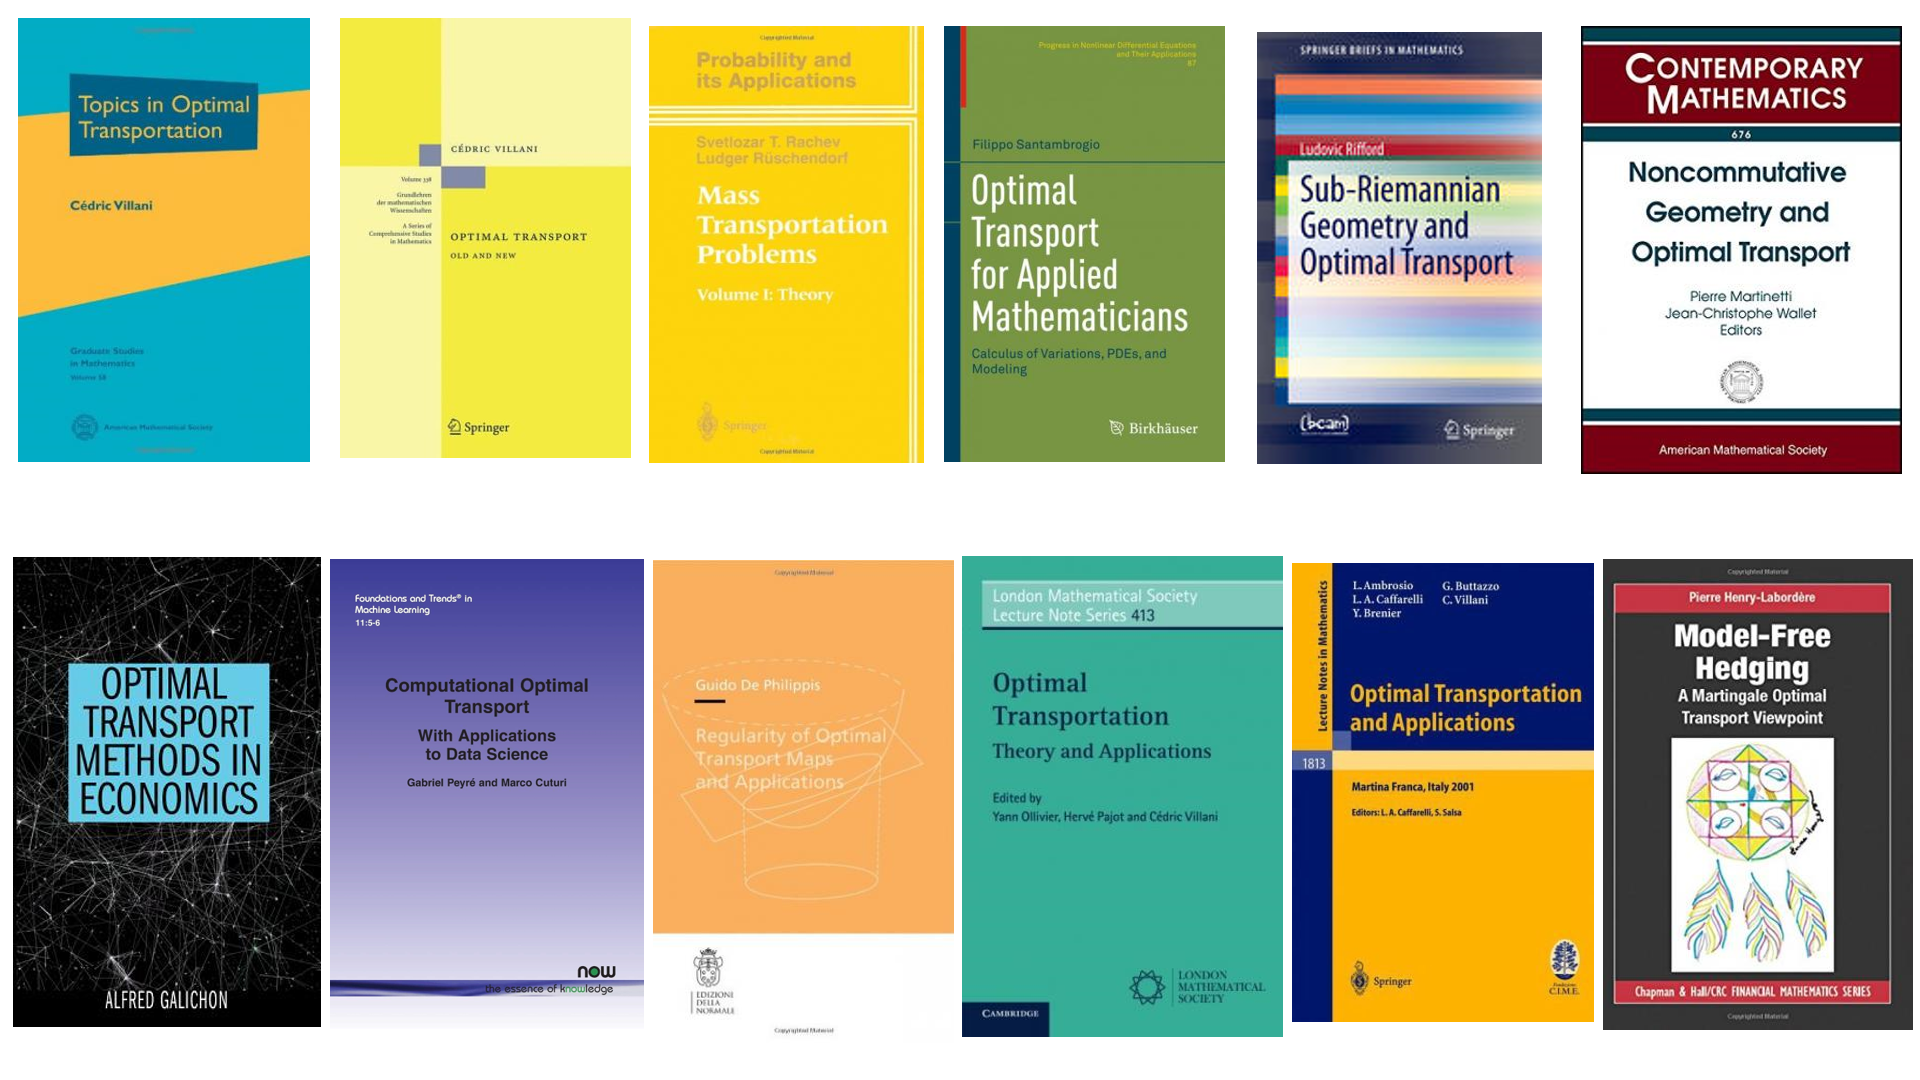 Topics in Optimal
Transportation
Cédric Villani
Graduate Studies
in Mathematics
Volume 58
American Mathematical Society
CÉDRIC VILLANI
Volume 338
Grundlehren
der mathematischen
Wissenschaften
A Series of
Comprehensive Studies
in Mathematics
OPTIMAL TRANSPORT
OLD AND NEW
Springer
Copyrighted Material
Probability and
its Applications
Svetlozar T. Rachev
Ludger Rüschendorf
Mass
Transportation
Problems
Volume I: Theory
Springer
Copyrighted Material
Progress in Nonlinear Differential Equations
and Their Applications
87
Filippo Santambrogio
Optimal
Transport
for Applied
Mathematicians
Calculus of Variations, PDEs, and
Modeling
Birkhäuser
SPRINGER BRIEFS IN MATHEMATICS
Ludovic Rifford
Sub-Riemannian
Geometry and
Optimal Transport
(bcam)
Springer
CONTEMPORARY
MATHEMATICS
676
Noncommutative
Geometry and
Optimal Transport
Pierre Martinetti
Jean-Christophe Wallet
Editors
American Mathematical Society
OPTIMAL
TRANSPORT
METHODS IN
ECONOMICS
ALFRED GALICHON
Foundations and Trends® in
Machine Learning
11:5-6
Computational Optimal
Transport
With Applications
to Data Science
Gabriel Peyré and Marco Cuturi
now
the essence of knowledge
Copyrighted Material
Guido De Philippis
Regularity of Optimal
Transport Maps
and Applications
EDIZIONI
DELLA
NORMALE
Copyrighted Material
London Mathematical Society
Lecture Note Series 413
Optimal
Transportation
Theory and Applications
Edited by
Yann Ollivier, Hervé Pajot and Cédric Villani
LONDON
MATHEMATICAL
SOCIETY
CAMBRIDGE
Lecture Notes in Mathematics
1813
L. Ambrosio G. Buttazzo
L. A. Caffarelli C. Villani
Y. Brenier
Optimal Transportation
and Applications
Martina Franca, Italy 2001
Editors: L. A. Caffarelli, S. Salsa
Springer
C.I.M.E.
Copyrighted Material
Pierre Henry-Labordère
Model-Free
Hedging
A Martingale Optimal
Transport Viewpoint
Chapman & Hall/CRC FINANCIAL MATHEMATICS SERIES
Copyrighted Material